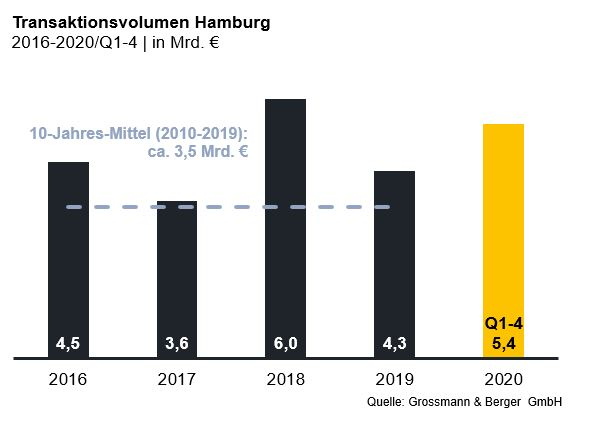 Transaktionsvolumen Hamburg
2016-2020/Q1-4 | in Mrd. €
10-Jahres-Mittel (2010-2019):
ca. 3,5 Mrd. €
Q1-4
4,5 3,6 6,0 4,3 5,4
2016 2017 2018 2019 2020
Quelle: Grossmann & Berger GmbH